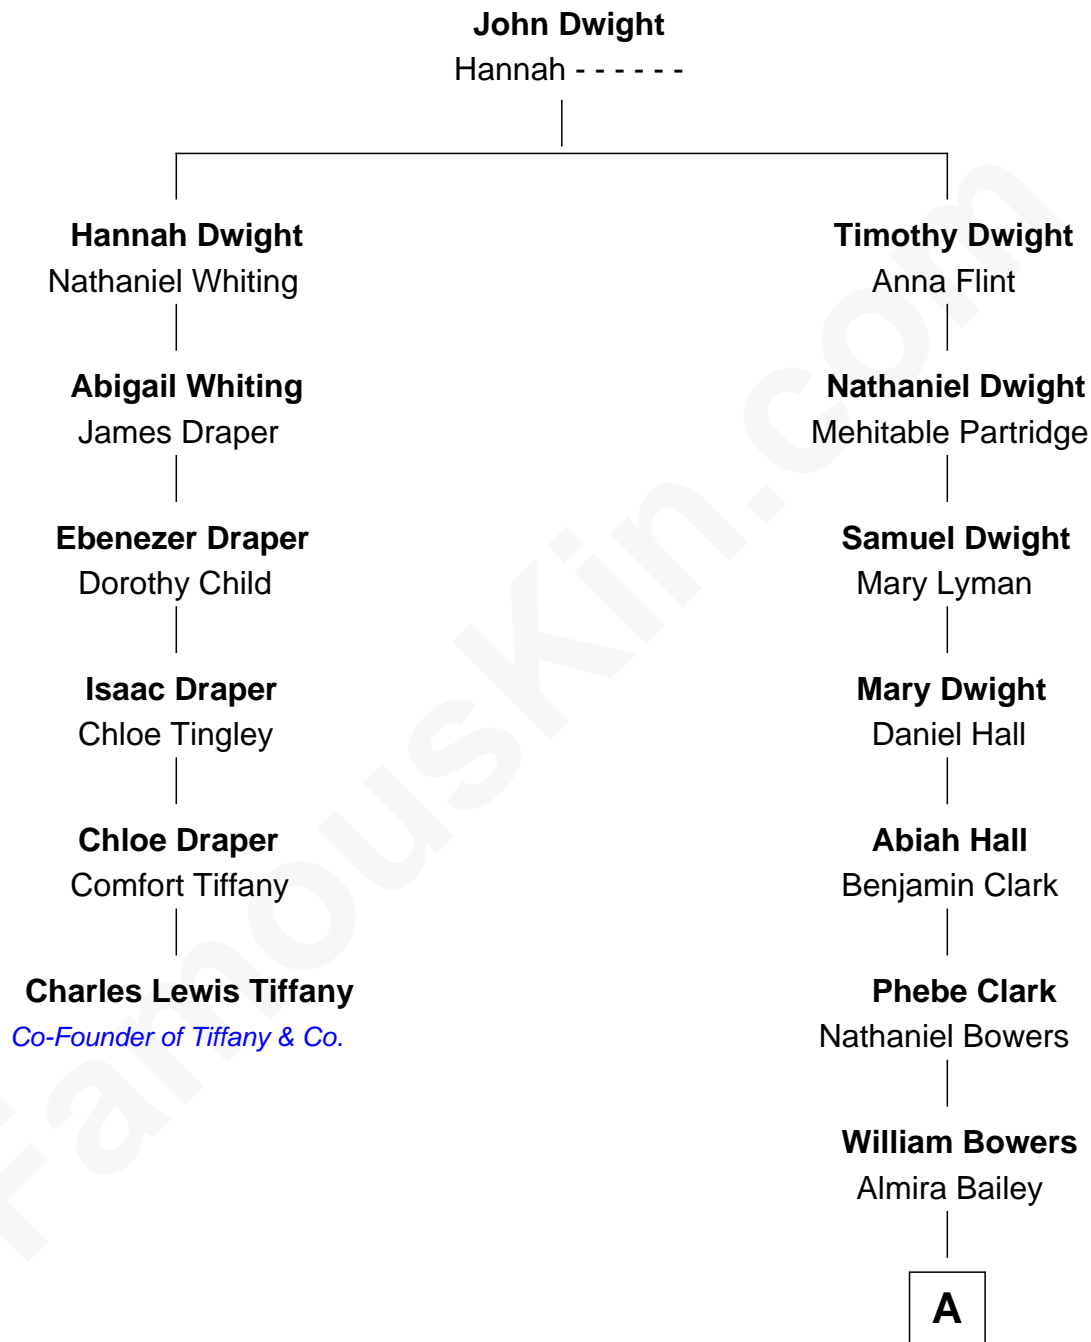 John Dwight
Hannah - - - - - -
Hannah Dwight
Nathaniel Whiting
Timothy Dwight
Anna Flint
Abigail Whiting
James Draper
Nathaniel Dwight
Mehitable Partridge
Ebenezer Draper
Dorothy Child
Samuel Dwight
Mary Lyman
Isaac Draper
Chloe Tingley
Mary Dwight
Daniel Hall
Chloe Draper
Comfort Tiffany
Abiah Hall
Benjamin Clark
Charles Lewis Tiffany
Co-Founder of Tiffany & Co.
Phebe Clark
Nathaniel Bowers
William Bowers
Almira Bailey
A
FamousKin.com